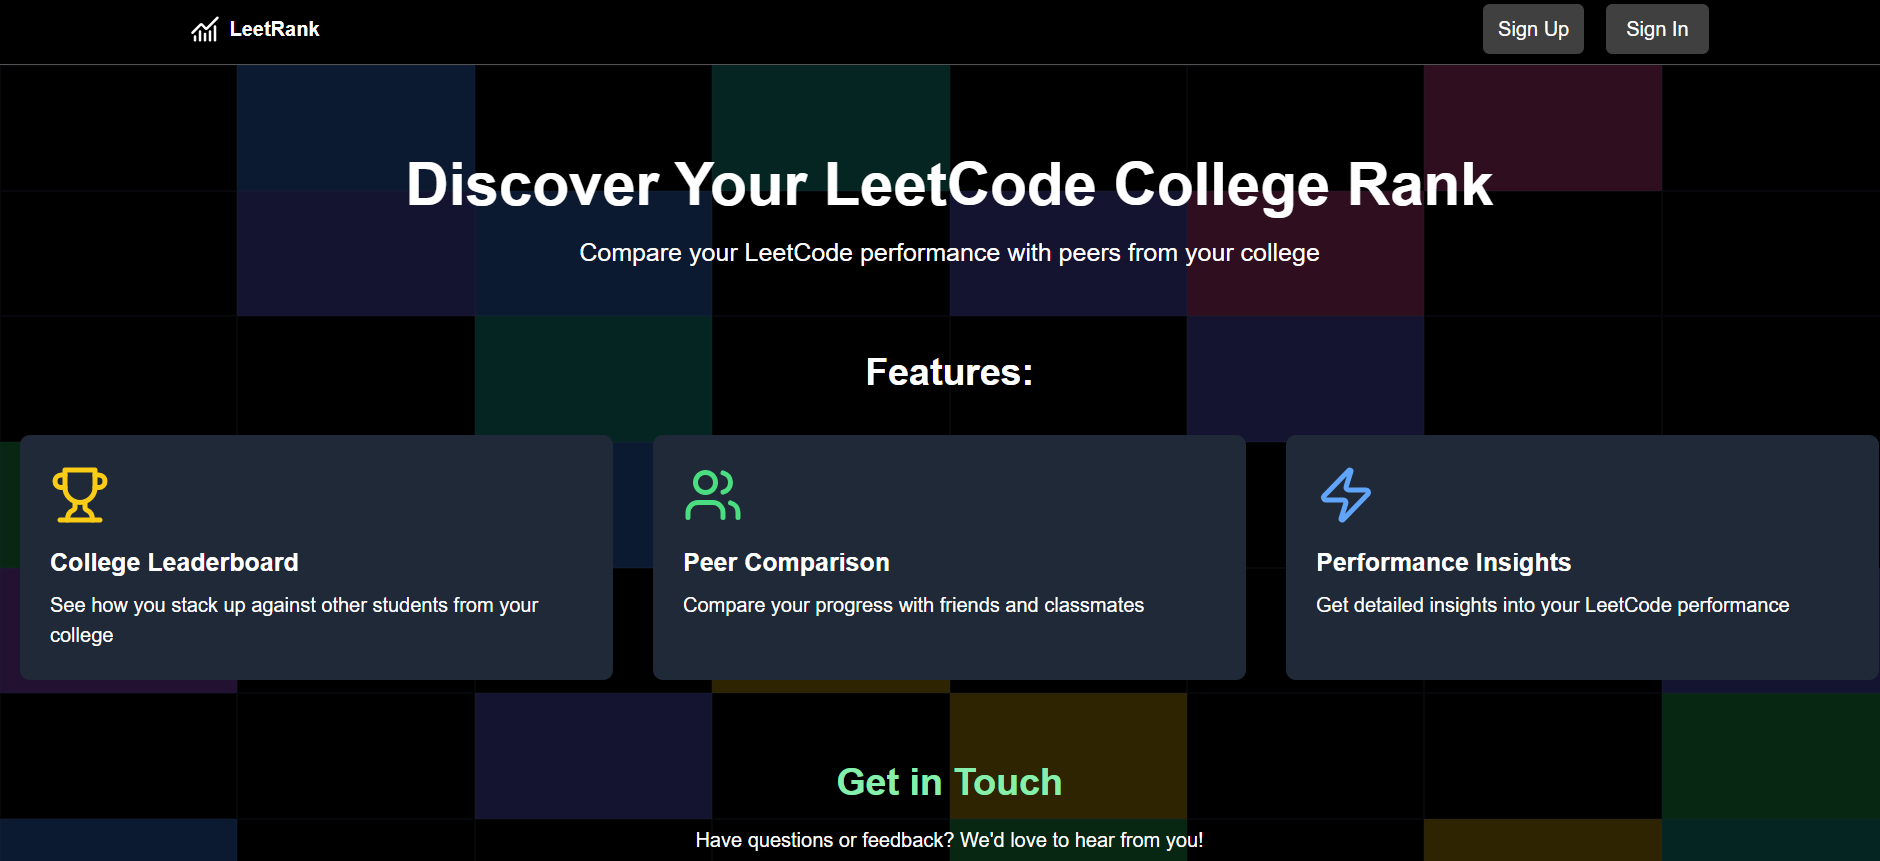 LeetRank
Sign Up
Sign In
Discover Your LeetCode College Rank
Compare your LeetCode performance with peers from your college
Features:
College Leaderboard
See how you stack up against other students from your
college
Peer Comparison
Compare your progress with friends and classmates
Performance Insights
Get detailed insights into your LeetCode performance
Get in Touch
Have questions or feedback? We'd love to hear from you!